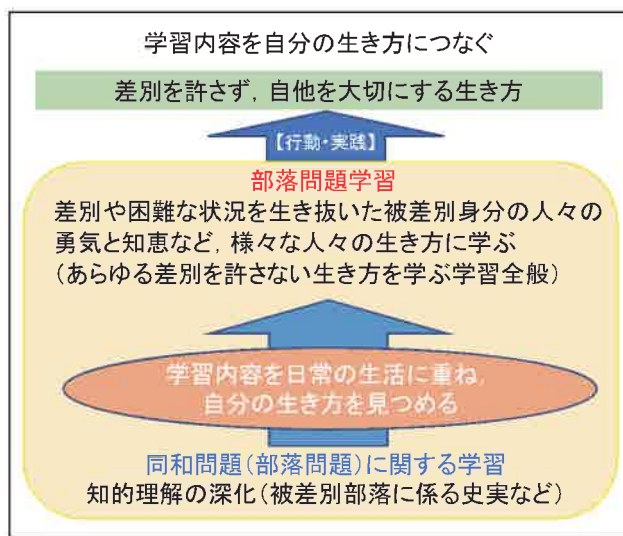 学習内容を自分の生き方につなぐ
差別を許さず，自他を大切にする生き方
【行動・実践】
部落問題学習
差別や困難な状況を生き抜いた被差別身分の人々の
勇気と知恵など，様々な人々の生き方に学ぶ
（あらゆる差別を許さない生き方を学ぶ学習全般）
学習内容を日常の生活に重ね，
自分の生き方を見つめる
同和問題（部落問題）に関する学習
知的理解の深化（被差別部落に係る史実など）